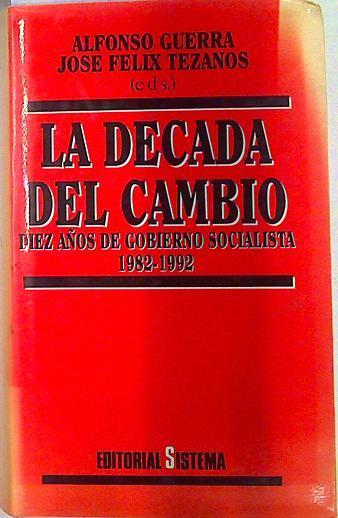 ALFONSO GUERRA
JOSE FELIX TEZANOS
(eds.)
LA DECADA
DEL CAMBIO
DIEZ AÑOS DE GOBIERNO SOCIALISTA
1982-1992
EDITORIAL SISTEMA